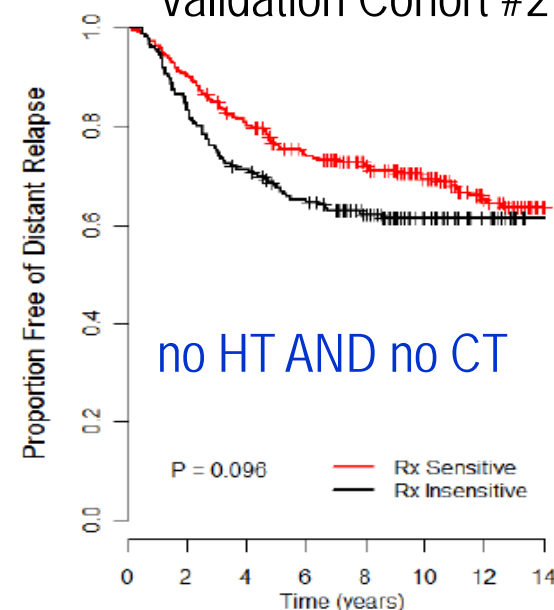 Validation Cohort #2
1.0
0.8
0.6
0.4
0.2
0.0
Proportion Free of Distant Relapse
no HT AND no CT
P = 0.096
Rx Sensitive
Rx Insensitive
0 2 4 6 8 10 12 14
Time (years)